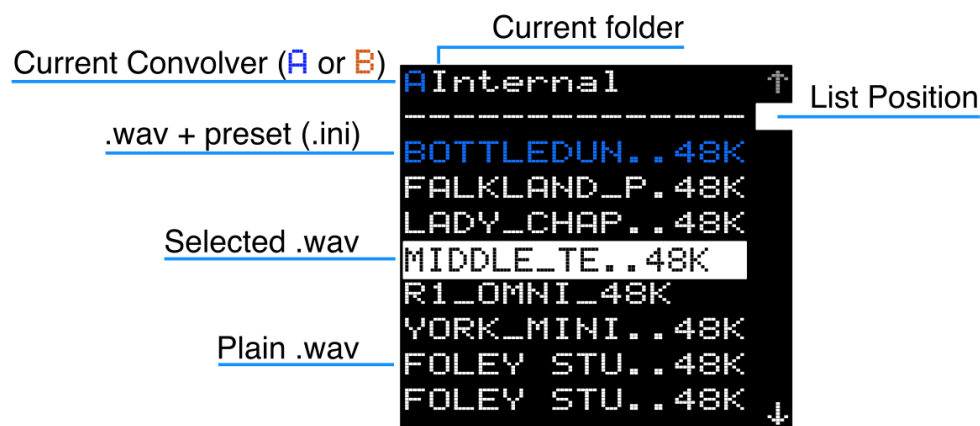 Current folder
Current Convolver (A or B)
AInternal
List Position
.wav + preset (.ini)
BOTTLEDUN..48K
FALKLAND_P.48K
LADY_CHAP..48K
Selected .wav
MIDDLE_TE..48K
R1_OMNI_48K
YORK_MINI..48K
Plain .wav
FOLEY STU..48K
FOLEY STU..48K